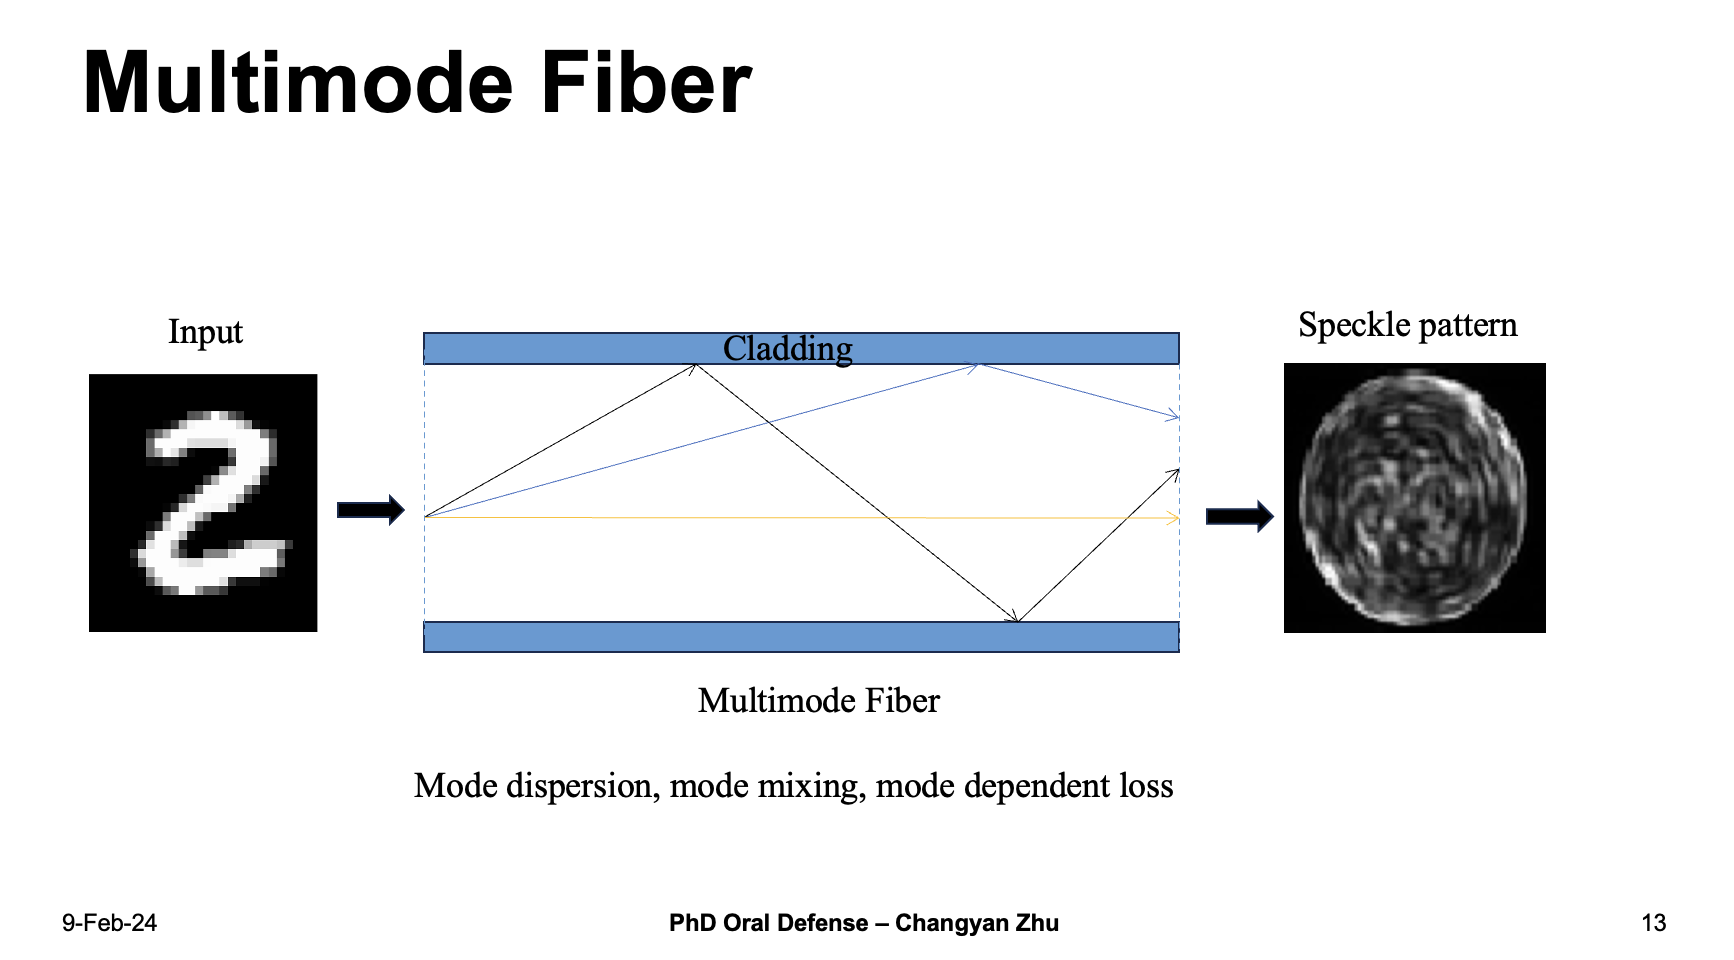 Multimode Fiber
Input
Cladding
Speckle pattern
2
Multimode Fiber
Mode dispersion, mode mixing, mode dependent loss
9-Feb-24
PhD Oral Defense – Changyan Zhu
13